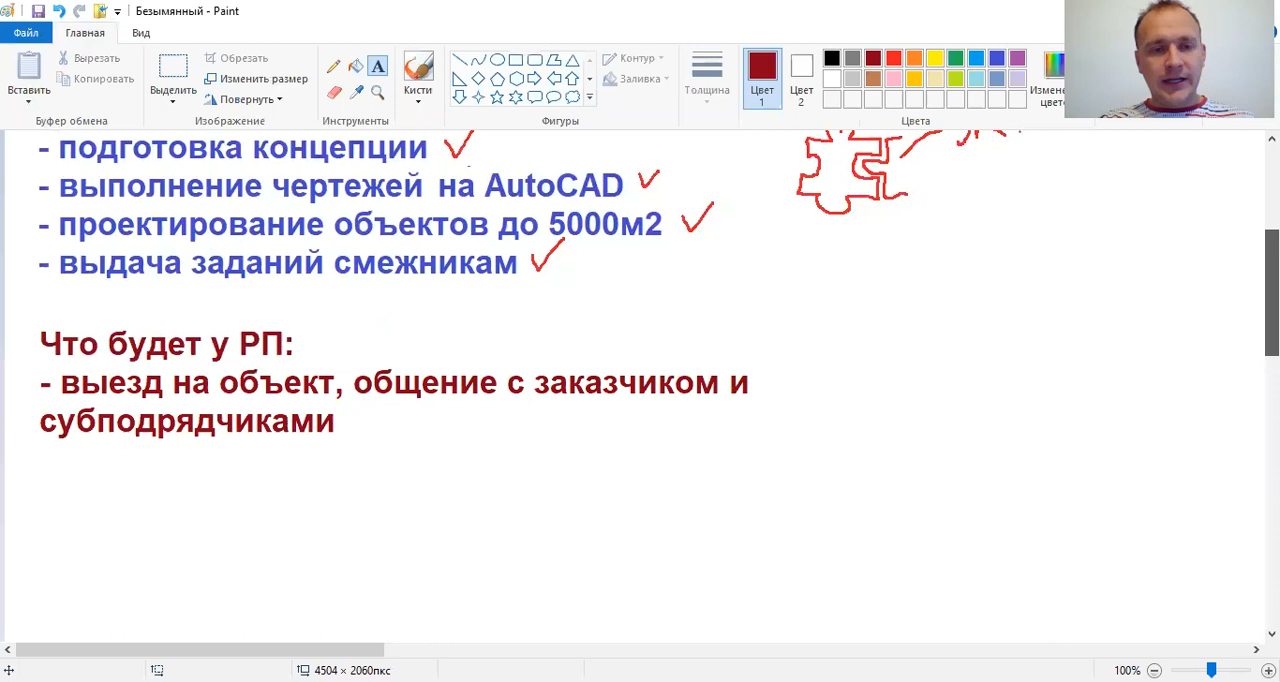 Безымянный - Paint
Файл
Главная
Вид
Вставить
Вырезать
Копировать
Буфер обмена
Выделить
Обрезать
Изменить размер
Повернуть
Изображение
A
Инструменты
Кисти
Контур
Заливка
Фигуры
Толщина
Цвет
1
Цвет
2
Цвета
- подготовка концепции
- выполнение чертежей на AutoCAD
- проектирование объектов до 5000м2
- выдача заданий смежникам
Что будет у РП:
- выезд на объект, общение с заказчиком и
субподрядчиками
4504 × 2060пкс
100%